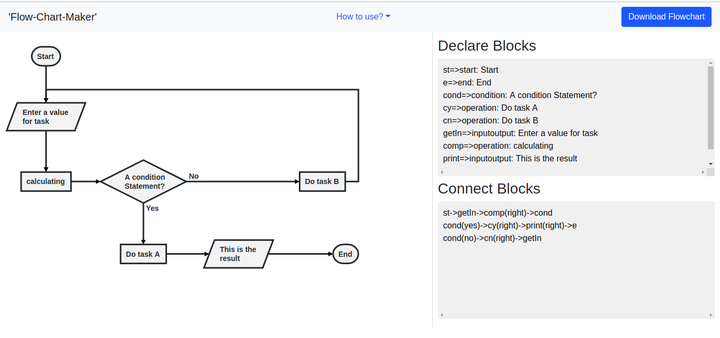 'Flow-Chart-Maker'
How to use?
Download Flowchart
Start
Enter a value
for task
calculating
A condition
Statement?
No
Yes
Do task B
Do task A
This is the
result
End
Declare Blocks
st=>start: Start
e=>end: End
cond=>condition: A condition Statement?
cy=>operation: Do task A
cn=>operation: Do task B
getIn=>inputoutput: Enter a value for task
comp=>operation: calculating
print=>inputoutput: This is the result
Connect Blocks
st->getIn->comp(right)->cond
cond(yes)->cy(right)->print(right)->e
cond(no)->cn(right)->getIn